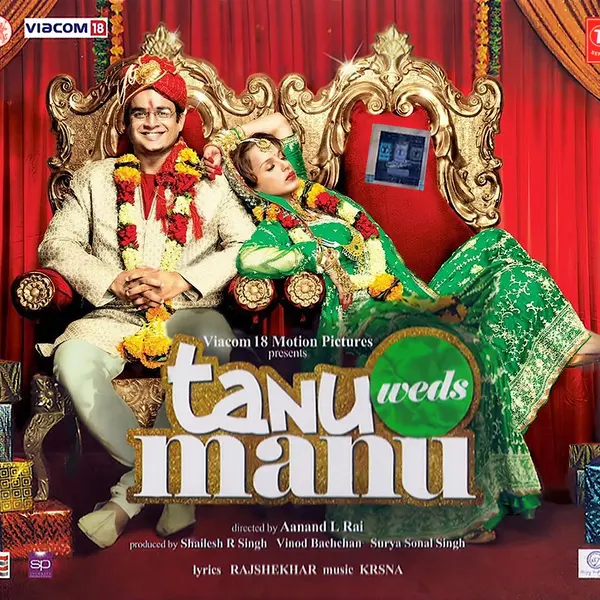 VIACOM 18
T
Viacom 18 Motion Pictures
presents
tanu weds
manu
directed by Aanand L Rai
produced by Shailesh R Singh Vinod Bachchan Surya Sonal Singh
lyrics RAJSHEKHAR music KRSNA
sp